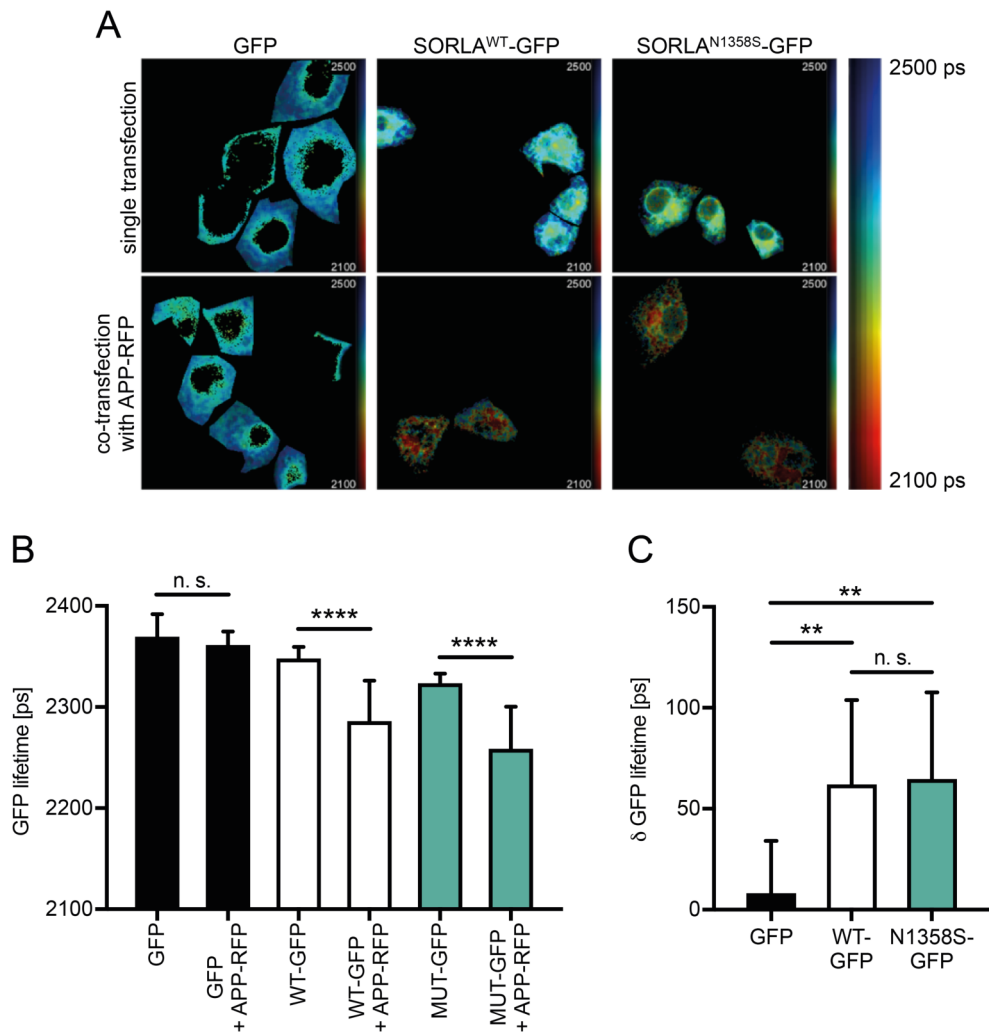 A
GFP
SORLAWT-GFP
SORLAN1358S-GFP
single transfection
2500
2100
2500
2100
2500
2100
2500 ps
co-transfection
with APP-RFP
2500
2100
2500
2100
2500
2100
2100 ps
B
GFP lifetime [ps]
2400
2300
2200
2100
n. s.
****
****
GFP
GFP
+ APP-RFP
WT-GFP
WT-GFP
+ APP-RFP
MUT-GFP
MUT-GFP
+ APP-RFP
C
δ GFP lifetime [ps]
150
100
50
0
**
**
n. s.
GFP
WT-
GFP
N1358S-
GFP